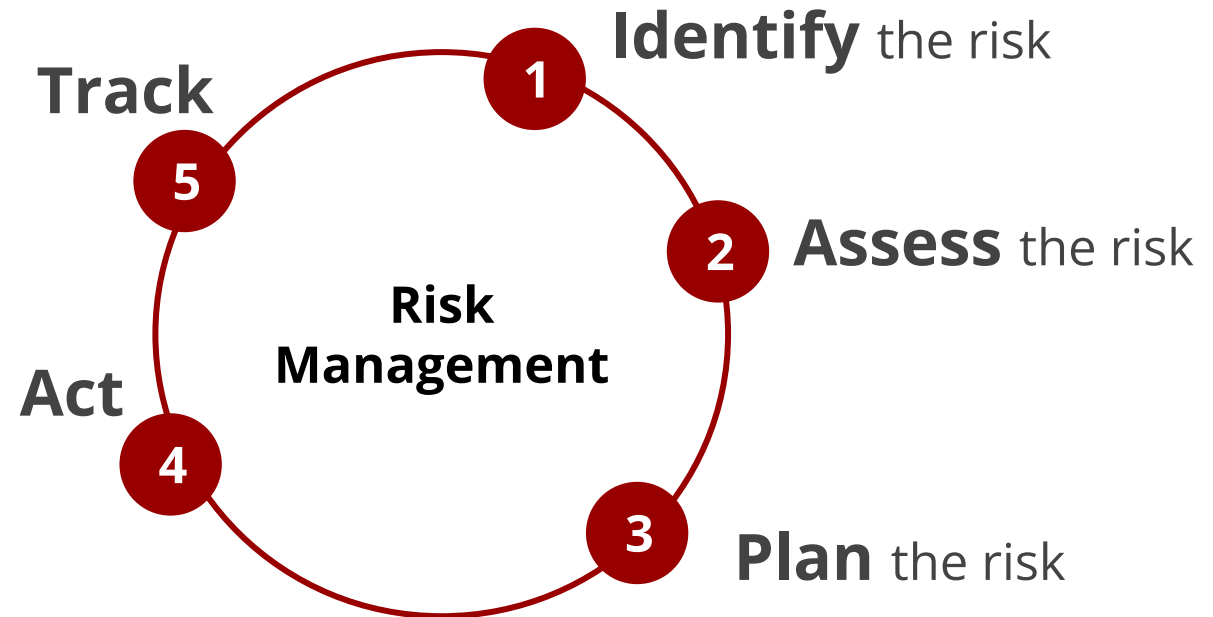 1
Identify the risk
2
Assess the risk
3
Plan the risk
4
Act
5
Track
Risk
Management